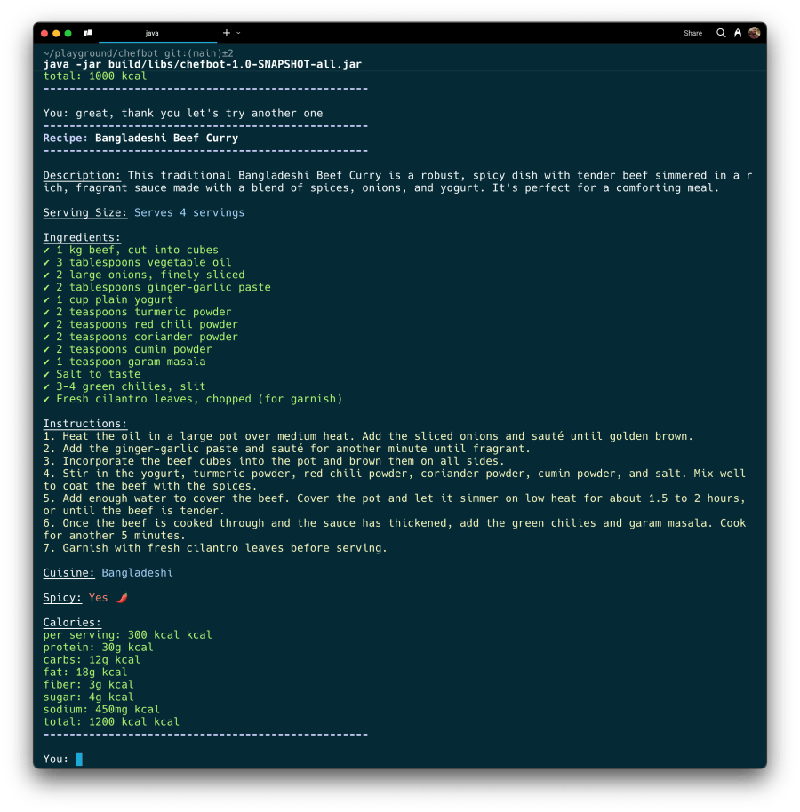 java
Share
~/playground/chefbot git:(main)±2
java -jar build/libs/chefbot-1.0-SNAPSHOT-all.jar
total: 1000 kcal
--------------------------------------------------
You: great, thank you let's try another one
--------------------------------------------------
Recipe: Bangladeshi Beef Curry
--------------------------------------------------
Description: This traditional Bangladeshi Beef Curry is a robust, spicy dish with tender beef simmered in a r
ich, fragrant sauce made with a blend of spices, onions, and yogurt. It's perfect for a comforting meal.
Serving Size: Serves 4 servings
Ingredients:
✔ 1 kg beef, cut into cubes
✔ 3 tablespoons vegetable oil
✔ 2 large onions, finely sliced
✔ 2 tablespoons ginger-garlic paste
✔ 1 cup plain yogurt
✔ 2 teaspoons turmeric powder
✔ 2 teaspoons red chili powder
✔ 2 teaspoons coriander powder
✔ 2 teaspoons cumin powder
✔ 1 teaspoon garam masala
✔ Salt to taste
✔ 3-4 green chilies, slit
✔ Fresh cilantro leaves, chopped (for garnish)
Instructions:
1. Heat the oil in a large pot over medium heat. Add the sliced onions and sauté until golden brown.
2. Add the ginger-garlic paste and sauté for another minute until fragrant.
3. Incorporate the beef cubes into the pot and brown them on all sides.
4. Stir in the yogurt, turmeric powder, red chili powder, coriander powder, cumin powder, and salt. Mix well
to coat the beef with the spices.
5. Add enough water to cover the beef. Cover the pot and let it simmer on low heat for about 1.5 to 2 hours,
or until the beef is tender.
6. Once the beef is cooked through and the sauce has thickened, add the green chilies and garam masala. Cook
for another 5 minutes.
7. Garnish with fresh cilantro leaves before serving.
Cuisine: Bangladeshi
Spicy: Yes 🌶️
Calories:
per serving: 300 kcal kcal
protein: 30g kcal
carbs: 12g kcal
fat: 18g kcal
fiber: 3g kcal
sugar: 4g kcal
sodium: 450mg kcal
total: 1200 kcal kcal
--------------------------------------------------
You: